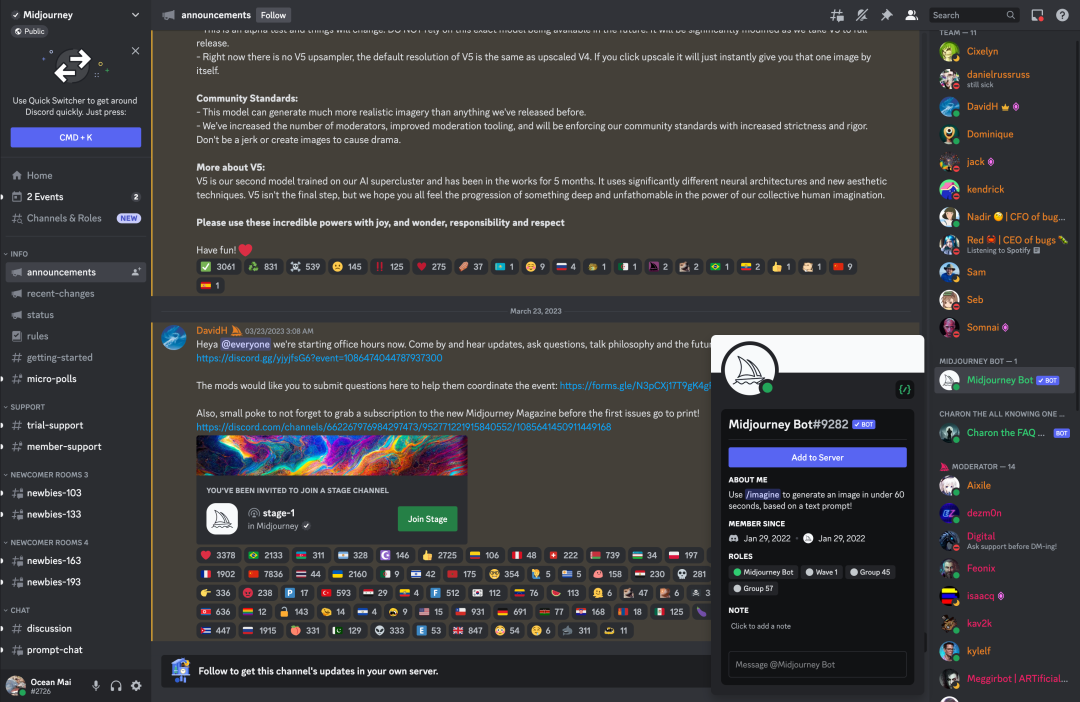 Midjourney
Public
Use Quick Switcher to get around
Discord quickly. Just press:
CMD + K
Home
2 Events
2
Channels & Roles
NEW
INFO
announcements
recent-changes
status
rules
getting-started
micro-polls
SUPPORT
trial-support
member-support
NEWCOMER ROOMS 3
newbies-103
newbies-133
NEWCOMER ROOMS 4
newbies-163
newbies-193
CHAT
discussion
prompt-chat
Ocean Mai
#2726
announcements
Follow
Search
release.
- Right now there is no V5 upsampler, the default resolution of V5 is the same as upscaled V4. If you click upscale it will just instantly give you that one image by
itself.
Community Standards:
- This model can generate much more realistic imagery than anything we've released before.
- We've increased the number of moderators, improved moderation tooling, and will be enforcing our community standards with increased strictness and rigor.
Don't be a jerk or create images to cause drama.
More about V5:
V5 is our second model trained on our AI supercluster and has been in the works for 5 months. It uses significantly different neural architectures and new aesthetic
techniques. V5 isn't the final step, but we hope you all feel the progression of something deep and unfathomable in the power of our collective human imagination.
Please use these incredible powers with joy, and wonder, responsibility and respect
Have fun!
3061 831 539 145 125 275 37 1 9 4 1 1 2 2 1 2 1 1 9
1
March 23, 2023
DavidH 03/23/2023 3:08 AM
Heya @everyone we're starting office hours now. Come by and hear updates, ask questions, talk philosophy and the
https://discord.gg/yjyjfsG6?event=1086474044787937300
The mods would like you to submit questions here to help them coordinate the event:
Also, small poke to not forget to grab a subscription to the new Midjourney Magazine before the first issues go to print!
https://discord.com/channels/662267976984297473/952771221915840552/1085641450911449168
YOU'VE BEEN INVITED TO JOIN A STAGE CHANNEL
stage-1
in Midjourney
Join Stage
3378 2133 311 328 146 2725 106 48 222 739 34 197
1902 7836 44 2160 9 42 175 354 5 5 158 230 281
336 238 17 593 29 4 512 112 76 113 6 47 6 3
636 12 143 14 4 9 15 931 691 77 168 18 125
447 1915 331 129 333 53 847 54 6 311 11
Follow to get this channel's updates in your own server.
Midjourney Bot#9282
BOT
Add to Server
ABOUT ME
Use /imagine to generate an image in under 60
seconds, based on a text prompt!
MEMBER SINCE
Jan 29, 2022 Jan 29, 2022
ROLES
Midjourney Bot Wave 1 Group 45
Group 57
NOTE
Click to add a note
Message @Midjourney Bot
TEAM — 11
Cixelyn
danielrussruss
still sick
DavidH
Dominique
jack
kendrick
Nadir | CFO of bug...
Red | CEO of bugs
Listening to Spotify
Sam
Seb
Somnai
MIDJOURNEY BOT — 1
Midjourney Bot
BOT
CHARON THE ALL KNOWING ONE ...
Charon the FAQ ...
BOT
MODERATOR — 14
Aixile
dezm0n
Digital
Ask support before DM-ing!
Feonix
isaacq
kav2k
kylelf
Meggirbot | ARTificial...